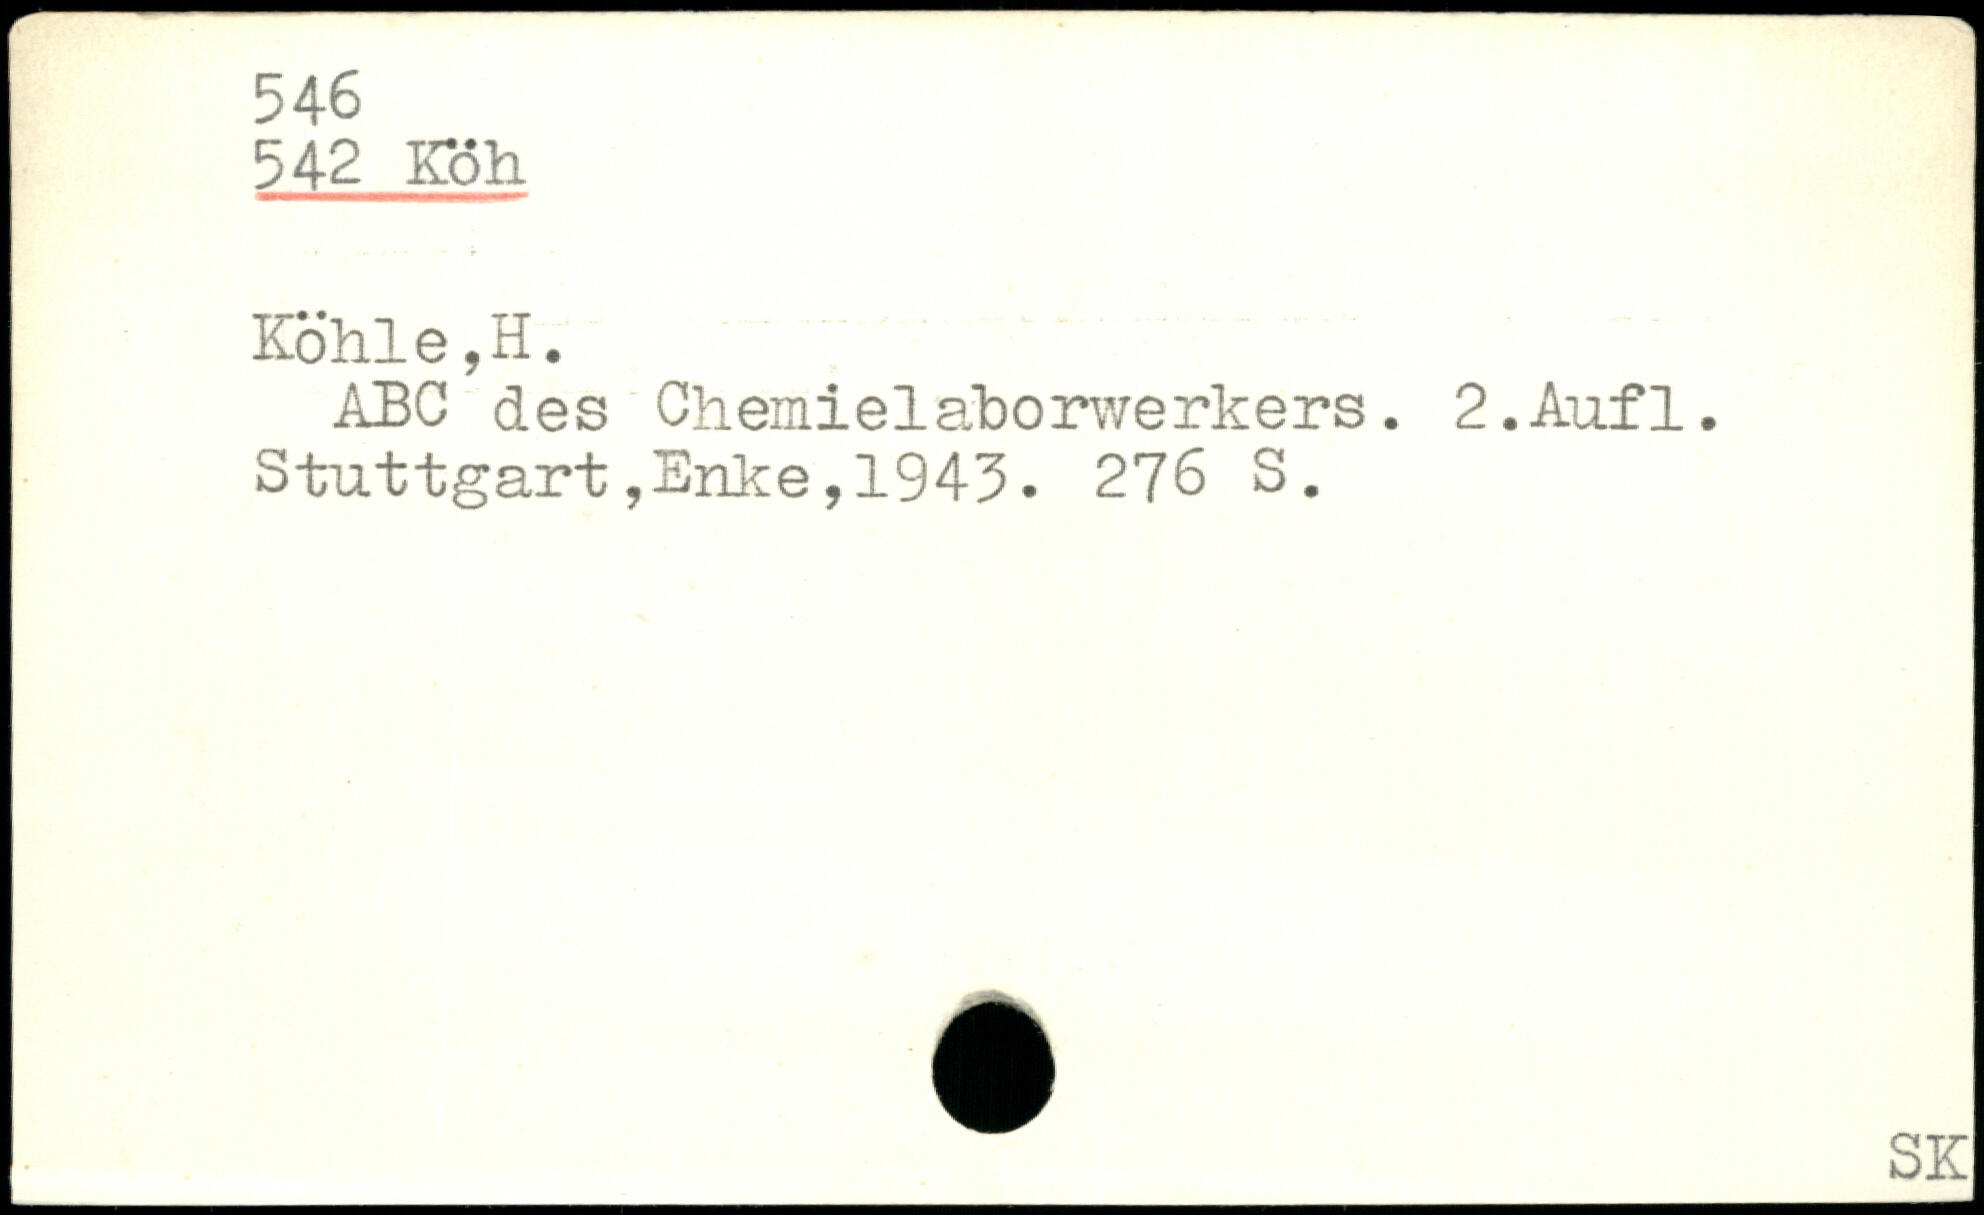 546
542 Köh
Köhle,H.
ABC des Chemielaborwerkers. 2.Aufl.
Stuttgart,Enke,1943. 276 S.
SK